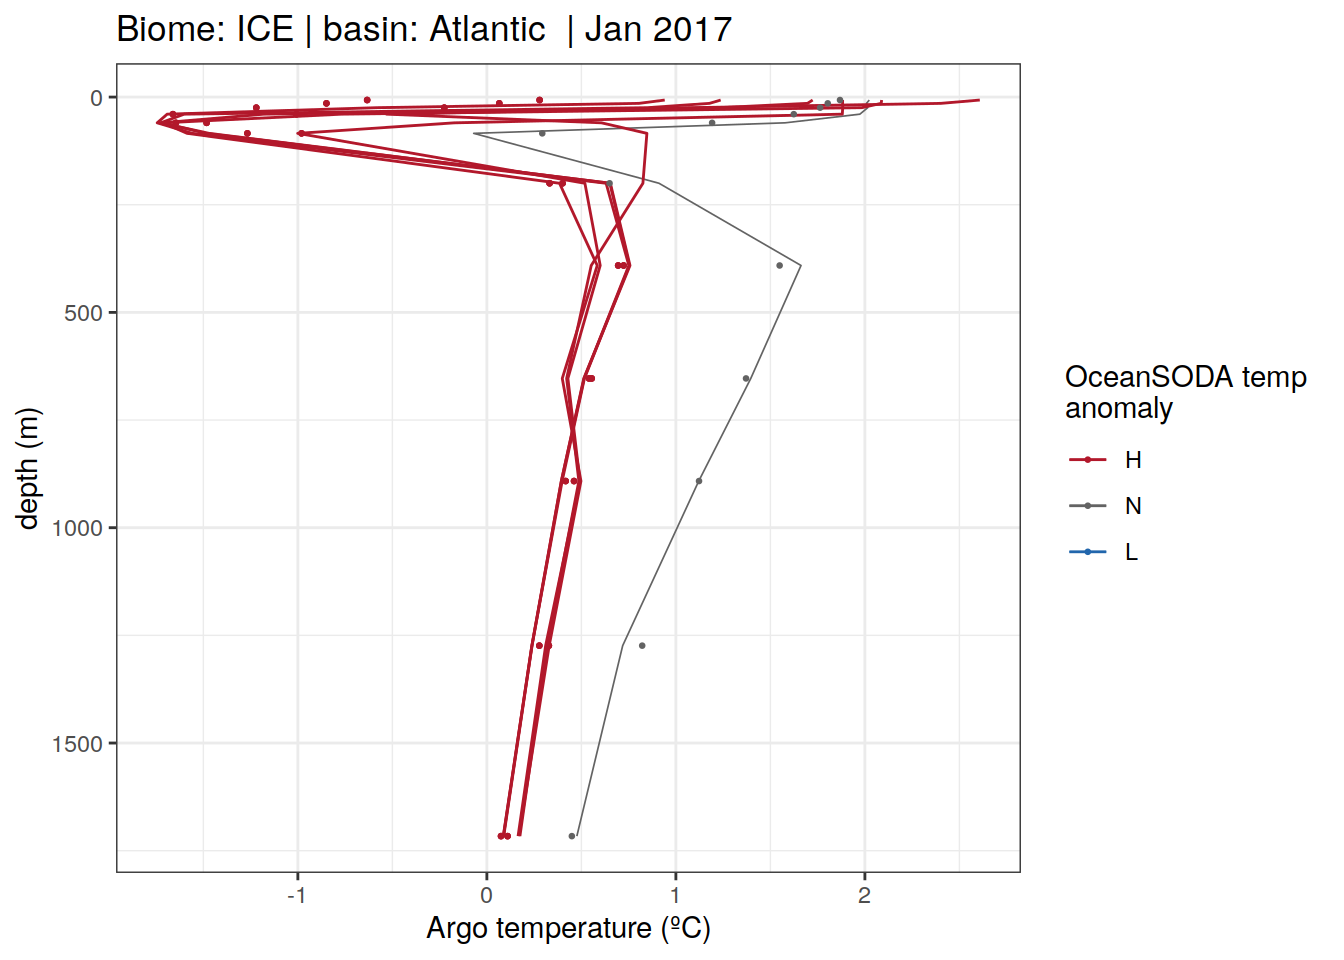 Biome: ICE | basin: Atlantic  | Jan 2017
0
500
1000
1500
depth (m)
-1
0
1
2
Argo temperature (ºC)
OceanSODA temp
anomaly
H
N
L